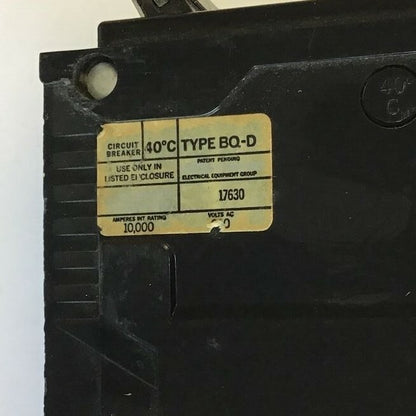 CIRCUIT BREAKER 40°C TYPE BQ-D
PATENT PENDING
USE ONLY IN
LISTED ENCLOSURE
ELECTRICAL EQUIPMENT GROUP
17630
AMPERES INT. RATING
10,000
VOLTS AC
40°
C